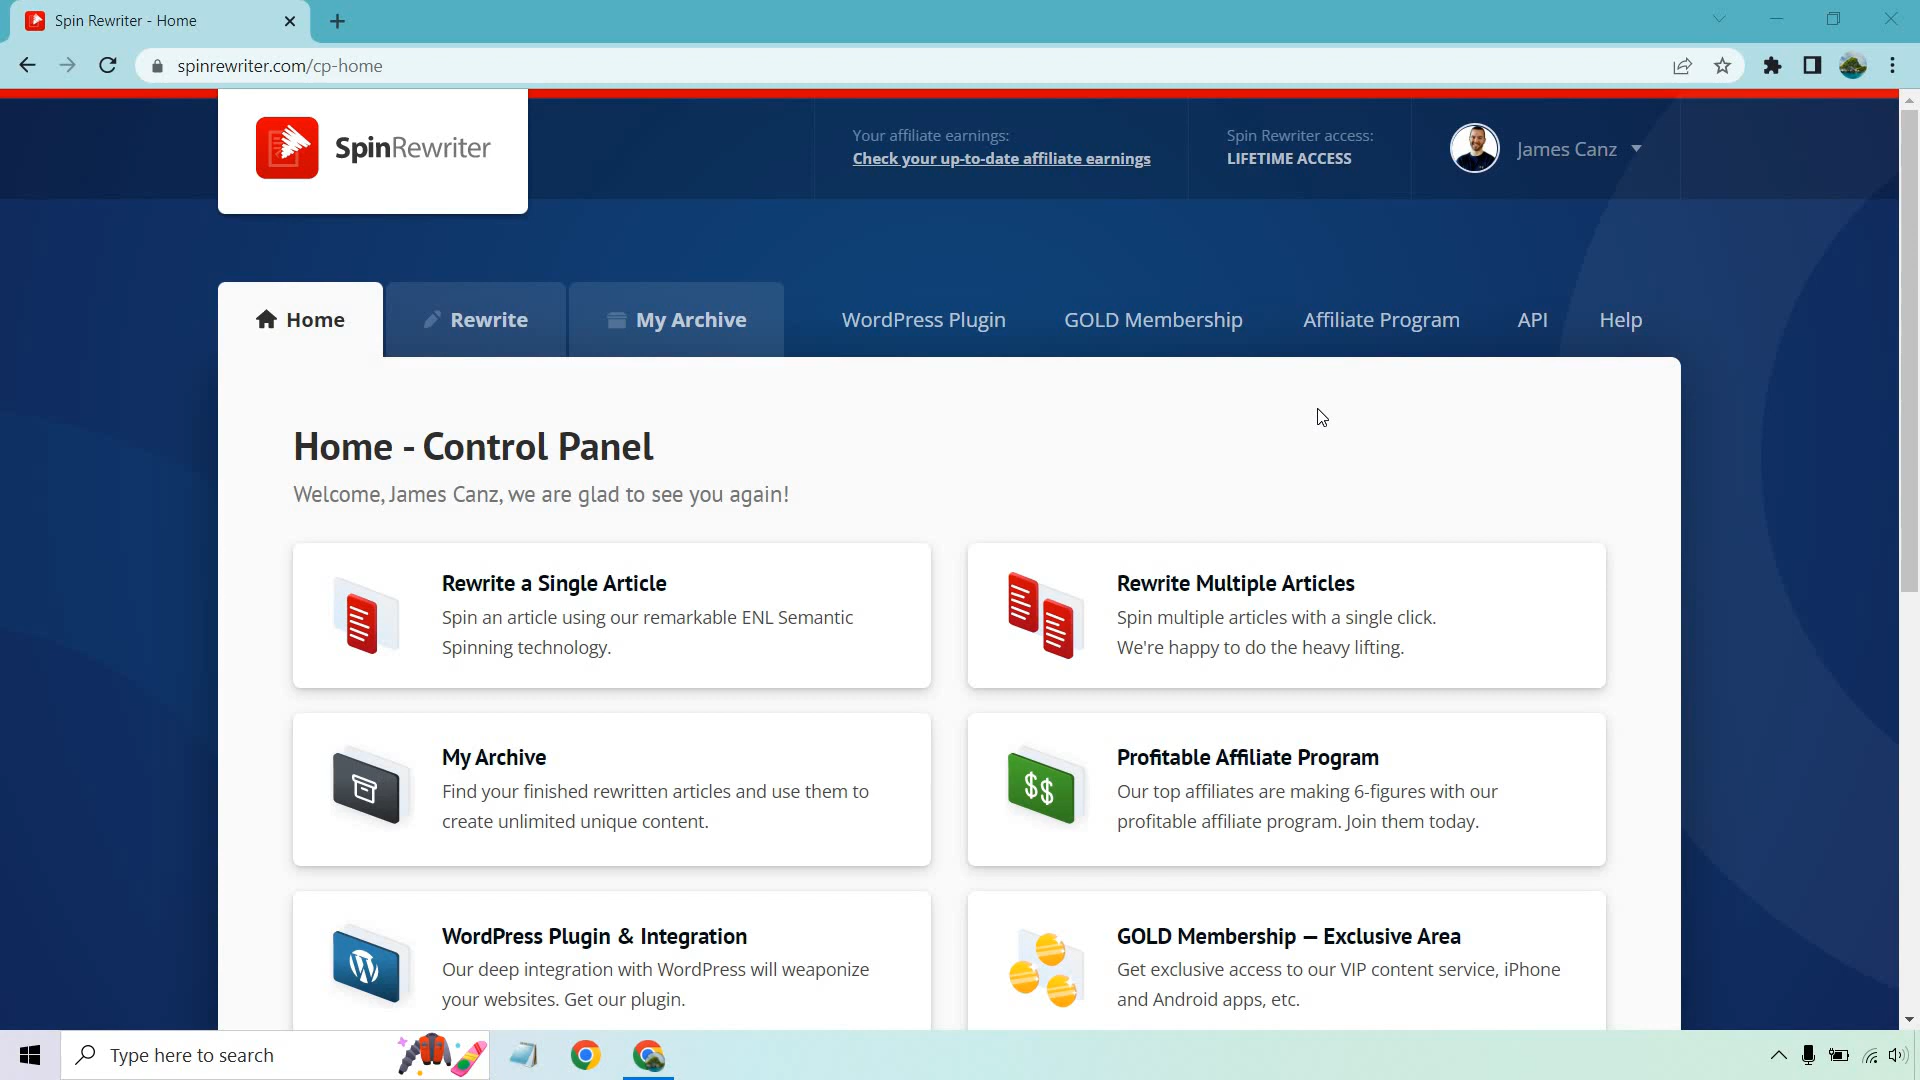 Spin Rewriter - Home
spinrewriter.com/cp-home
SpinRewriter
Your affiliate earnings:
Check your up-to-date affiliate earnings
Spin Rewriter access:
LIFETIME ACCESS
James Canz
Home
Rewrite
My Archive
WordPress Plugin
GOLD Membership
Affiliate Program
API
Help
Home - Control Panel
Welcome, James Canz, we are glad to see you again!
Rewrite a Single Article
Spin an article using our remarkable ENL Semantic
Spinning technology.
Rewrite Multiple Articles
Spin multiple articles with a single click.
We're happy to do the heavy lifting.
My Archive
Find your finished rewritten articles and use them to
create unlimited unique content.
Profitable Affiliate Program
Our top affiliates are making 6-figures with our
profitable affiliate program. Join them today.
WordPress Plugin & Integration
Our deep integration with WordPress will weaponize
your websites. Get our plugin.
GOLD Membership — Exclusive Area
Get exclusive access to our VIP content service, iPhone
and Android apps, etc.
Type here to search